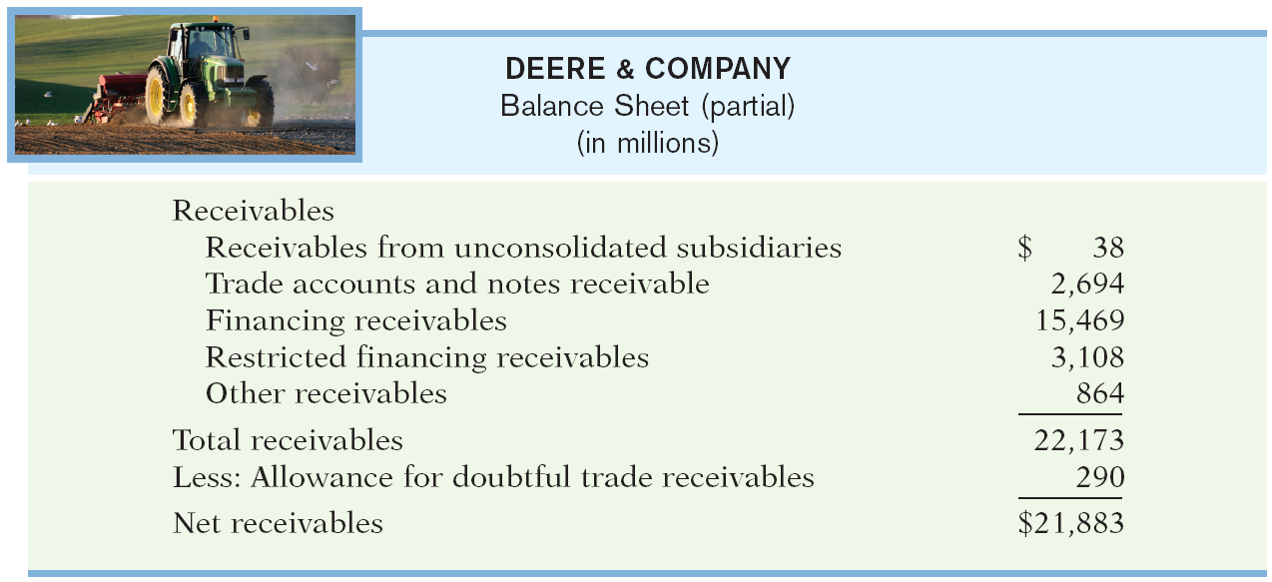 DEERE & COMPANY
Balance Sheet (partial)
(in millions)
Receivables
Receivables from unconsolidated subsidiaries $ 38
Trade accounts and notes receivable 2,694
Financing receivables 15,469
Restricted financing receivables 3,108
Other receivables 864
Total receivables 22,173
Less: Allowance for doubtful trade receivables 290
Net receivables $21,883